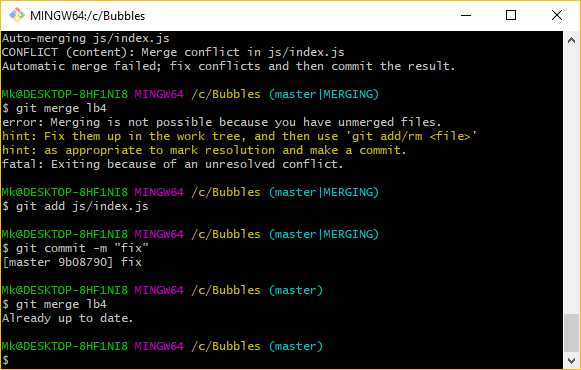 MINGW64:/c/Bubbles
Auto-merging js/index.js
CONFLICT (content): Merge conflict in js/index.js
Automatic merge failed; fix conflicts and then commit the result.
Mk@DESKTOP-8HF1NI8 MINGW64 /c/Bubbles (master|MERGING)
$ git merge lb4
error: Merging is not possible because you have unmerged files.
hint: Fix them up in the work tree, and then use 'git add/rm <file>'
hint: as appropriate to mark resolution and make a commit.
fatal: Exiting because of an unresolved conflict.
Mk@DESKTOP-8HF1NI8 MINGW64 /c/Bubbles (master|MERGING)
$ git add js/index.js
Mk@DESKTOP-8HF1NI8 MINGW64 /c/Bubbles (master|MERGING)
$ git commit -m "fix"
[master 9b08790] fix
Mk@DESKTOP-8HF1NI8 MINGW64 /c/Bubbles (master)
$ git merge lb4
Already up to date.
Mk@DESKTOP-8HF1NI8 MINGW64 /c/Bubbles (master)
$